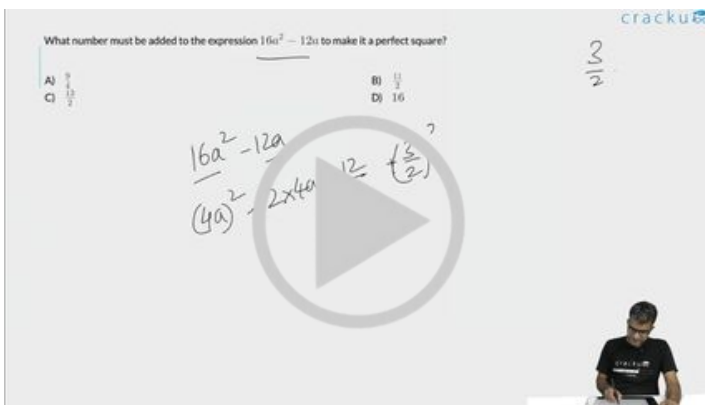 cracku
What number must be added to the expression 16a² − 12a to make it a perfect square?
A) 9/4
B) 11/2
C) 13/2
D) 16
3/2
16a² - 12a
(4a)² - 2×4a 12 + (3/2)²
cracku